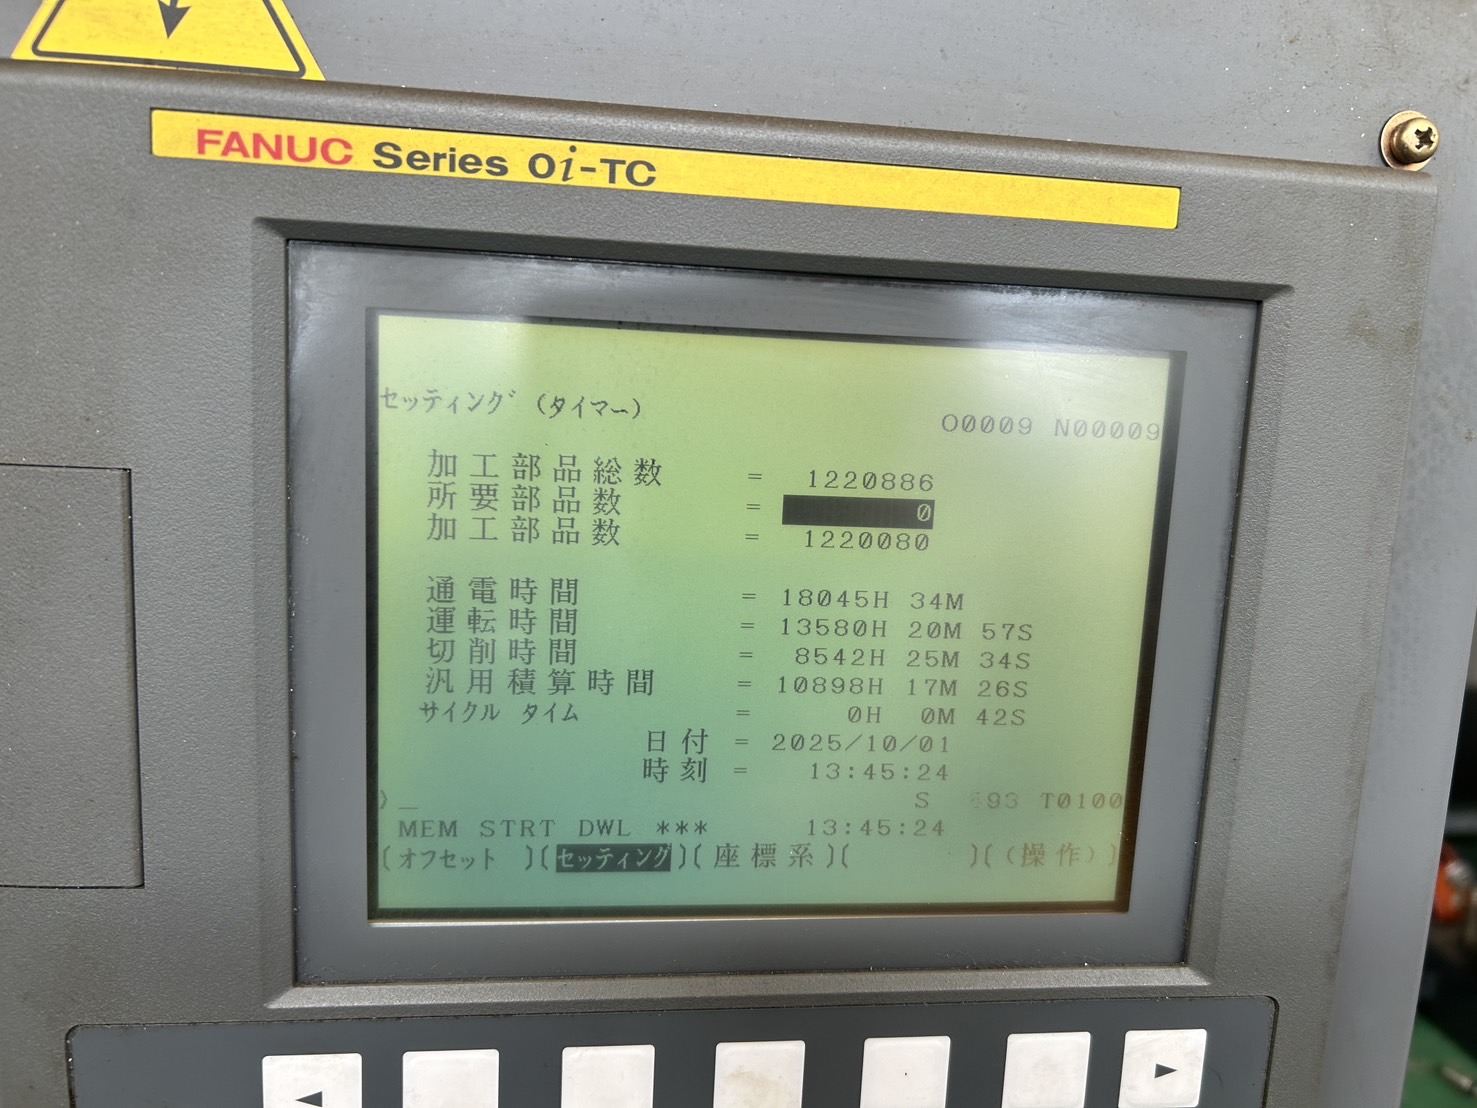 FANUC Series 0i-TC
セッティング (タイマー)
O0009 N00009
加工部品総数 = 1220886
所要部品数 = 0
加工部品数 = 1220080
通電時間 = 18045H 34M
運転時間 = 13580H 20M 57S
切削時間 = 8542H 25M 34S
汎用積算時間 = 10898H 17M 26S
サイクル タイム = 0H 0M 42S
日付 = 2025/10/01
時刻 = 13:45:24
>_
S 593 T0100
MEM STRT DWL *** 13:45:24
[オフセット ][セッティング][座標系][ ][(操作)]